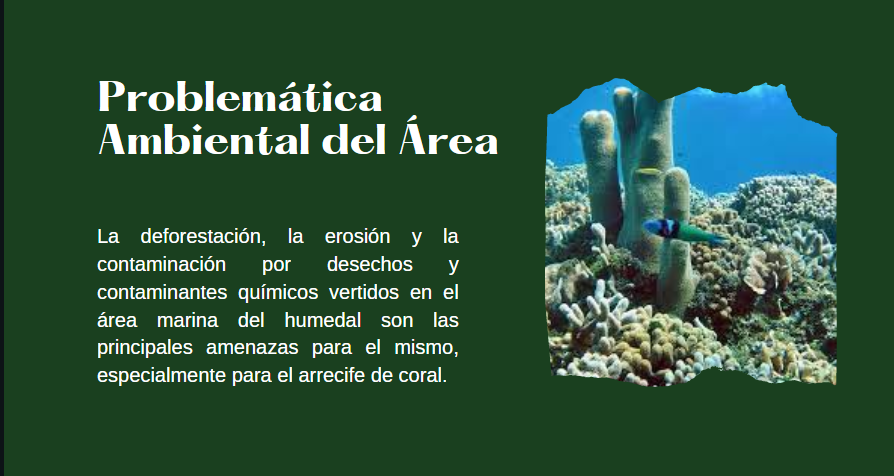 Problemática
Ambiental del Área
La deforestación, la erosión y la
contaminación por desechos y
contaminantes químicos vertidos en el
área marina del humedal son las
principales amenazas para el mismo,
especialmente para el arrecife de coral.